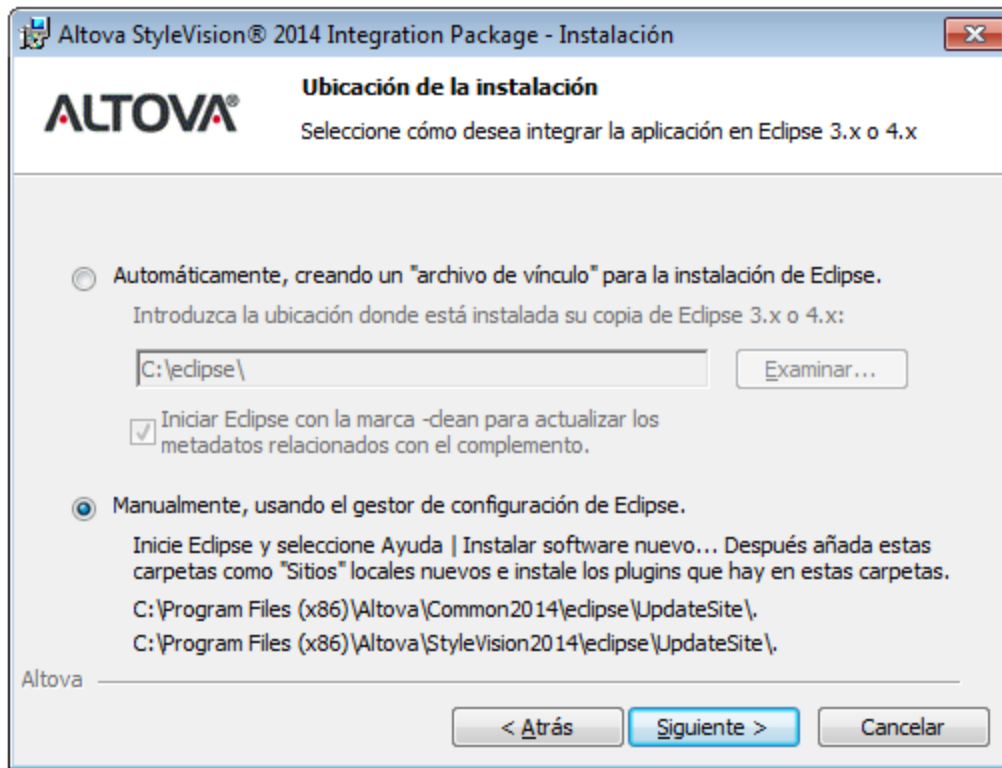 Altova StyleVision® 2014 Integration Package - Instalación
ALTOVA®
Ubicación de la instalación
Seleccione cómo desea integrar la aplicación en Eclipse 3.x o 4.x
Automáticamente, creando un "archivo de vínculo" para la instalación de Eclipse.
Introduzca la ubicación donde está instalada su copia de Eclipse 3.x o 4.x:
C:\eclipse\
Examinar...
Iniciar Eclipse con la marca -clean para actualizar los
metadatos relacionados con el complemento.
Manualmente, usando el gestor de configuración de Eclipse.
Inicie Eclipse y seleccione Ayuda | Instalar software nuevo... Después añada estas
carpetas como "Sitios" locales nuevos e instale los plugins que hay en estas carpetas.
C:\Program Files (x86)\Altova\Common2014\eclipse\UpdateSite\.
C:\Program Files (x86)\Altova\StyleVision2014\eclipse\UpdateSite\.
Altova
< Atrás
Siguiente >
Cancelar